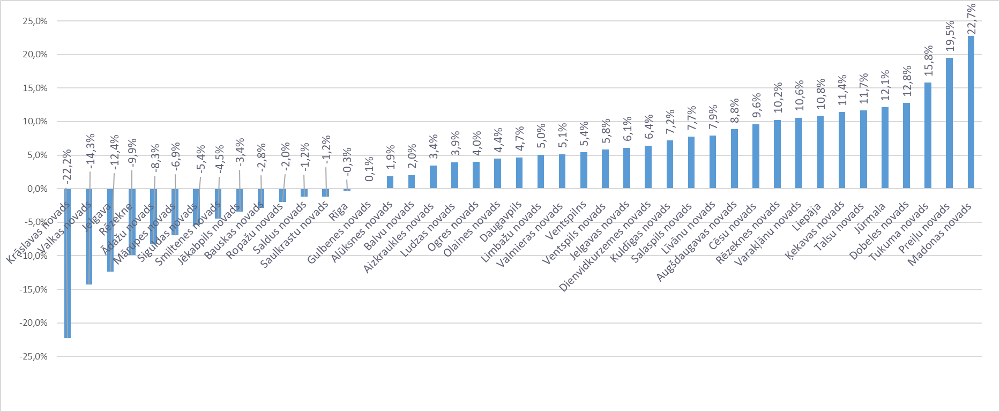 25,0%
20,0%
15,0%
10,0%
5,0%
0,0%
-5,0%
-10,0%
-15,0%
-20,0%
-25,0%
-22,2%
-14,3%
-12,4%
-9,9%
-8,3%
-6,9%
-5,4%
-4,5%
-3,4%
-2,8%
-2,0%
-1,2%
-1,2%
-0,3%
0,1%
1,9%
2,0%
3,4%
3,9%
4,0%
4,4%
4,7%
5,0%
5,1%
5,4%
5,8%
6,1%
6,4%
7,2%
7,7%
7,9%
8,8%
9,6%
10,2%
10,6%
10,8%
11,4%
11,7%
12,1%
12,8%
15,8%
19,5%
22,7%
Krāslavas novads
Valkas novads
Jelgava
Rēzekne
Ādažu novads
Mārupes novads
Siguldas novads
Smiltenes novads
Jēkabpils novads
Bauskas novads
Ropažu novads
Saldus novads
Saulkrastu novads
Rīga
Gulbenes novads
Alūksnes novads
Balvu novads
Aizkraukles novads
Ludzas novads
Ogres novads
Olaines novads
Daugavpils
Limbažu novads
Valmieras novads
Ventspilns
Ventspils novads
Jelgavas novads
Dienvidkurzemes novads
Kuldīgas novads
Salaspils novads
Līvānu novads
Augšdaugavas novads
Cēsu novads
Rēzeknes novads
Varakļānu novads
Liepāja
Ķekavas novads
Talsu novads
Jūrmala
Dobeles novads
Tukuma novads
Preiļu novads
Madonas novads